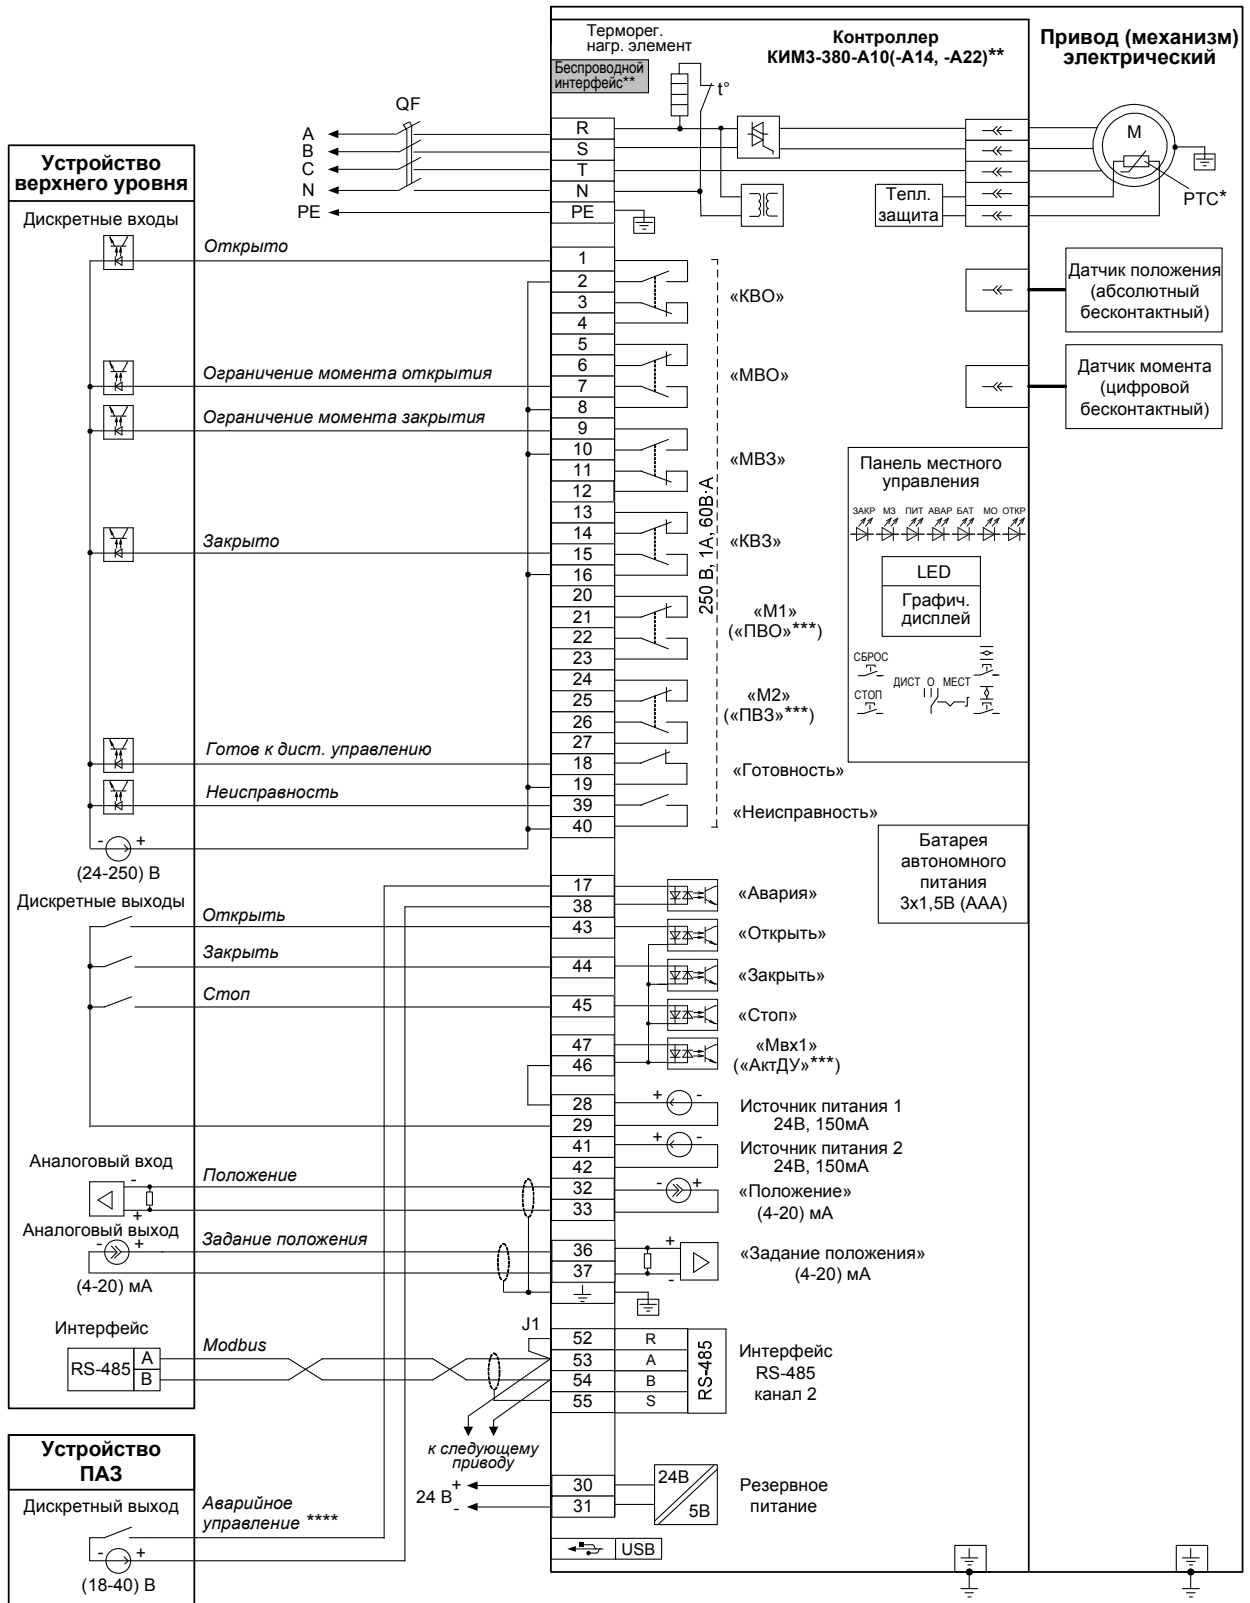 Терморег.
нагр. элемент
Контроллер
КИМ3-380-А10(-А14, -А22)**
Привод (механизм)
электрический
Беспроводной
интерфейс**
t°
QF
A
B
C
N
PE
R
S
T
N
PE
M
PTC*
Тепл.
защита
Устройство
верхнего уровня
Дискретные входы
Открыто
1
2
3
4
«КВО»
Датчик положения
(абсолютный
бесконтактный)
Ограничение момента открытия
5
6
7
8
«МВО»
Датчик момента
(цифровой
бесконтактный)
Ограничение момента закрытия
9
10
11
12
«МВЗ»
Панель местного
управления
ЗАКР МЗ ПИТ АВАР БАТ МО ОТКР
LED
Графич.
дисплей
СБРОС
СТОП
ДИСТ О МЕСТ
250 В, 1А, 60В·А
Закрыто
13
14
15
16
«КВЗ»
20
21
22
23
«М1»
(«ПВО»***)
24
25
26
27
«М2»
(«ПВЗ»***)
Готов к дист. управлению
18
19
«Готовность»
Неисправность
39
40
«Неисправность»
- +
(24-250) В
Батарея
автономного
питания
3х1,5В (ААА)
Дискретные выходы
17
38
«Авария»
Открыть
43
«Открыть»
Закрыть
44
«Закрыть»
Стоп
45
«Стоп»
47
46
«Мвх1»
(«АктДУ»***)
28
29
+ -
Источник питания 1
24В, 150мА
41
42
+ -
Источник питания 2
24В, 150мА
Аналоговый вход
-
+
Положение
32
33
- +
«Положение»
(4-20) мА
Аналоговый выход
- +
(4-20) мА
Задание положения
36
37
+
-
«Задание положения»
(4-20) мА
Интерфейс
RS-485
A
B
Modbus
J1
52 R
53 A
54 B
55 S
RS-485
Интерфейс
RS-485
канал 2
к следующему
приводу
24 В
+
-
30
31
24В
5В
Резервное
питание
USB
Устройство
ПАЗ
Дискретный выход
Аварийное
управление ****
- +
(18-40) В